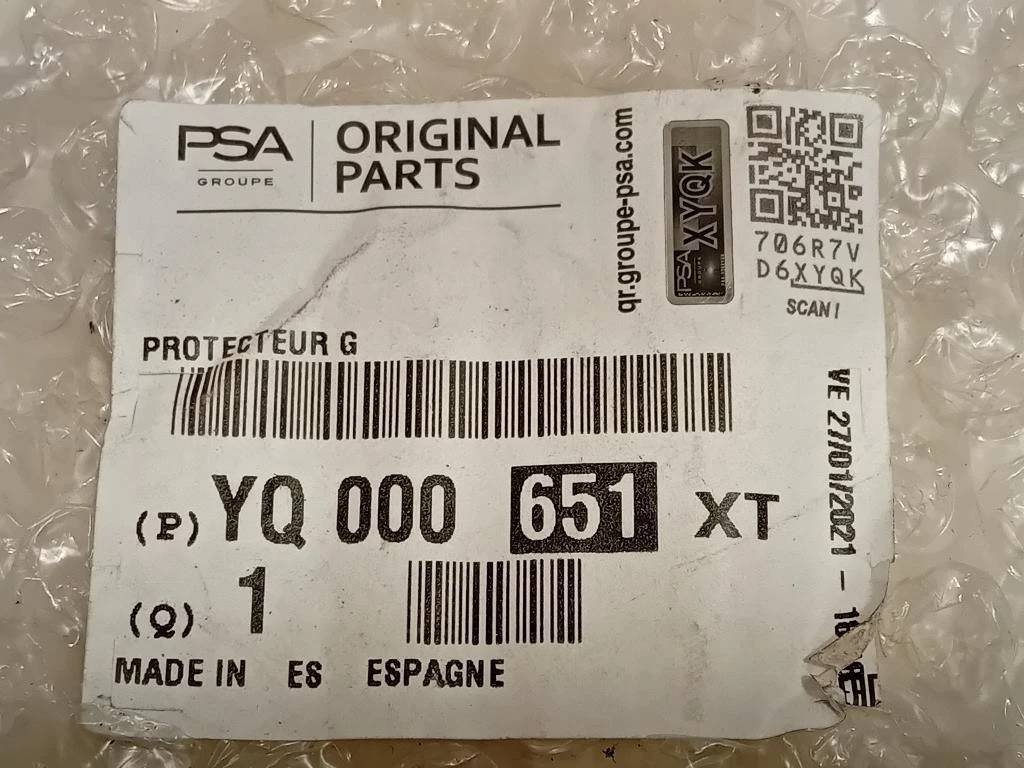 PSA
GROUPE
ORIGINAL
PARTS
qr.groupe-psa.com
PSA
GROUPE
XYQK
706R7V
D6XYQK
SCAN !
PROTECTEUR G
(P) YQ 000 651 XT
(Q) 1
MADE IN ES ESPAGNE
VE 27/01/2021 -